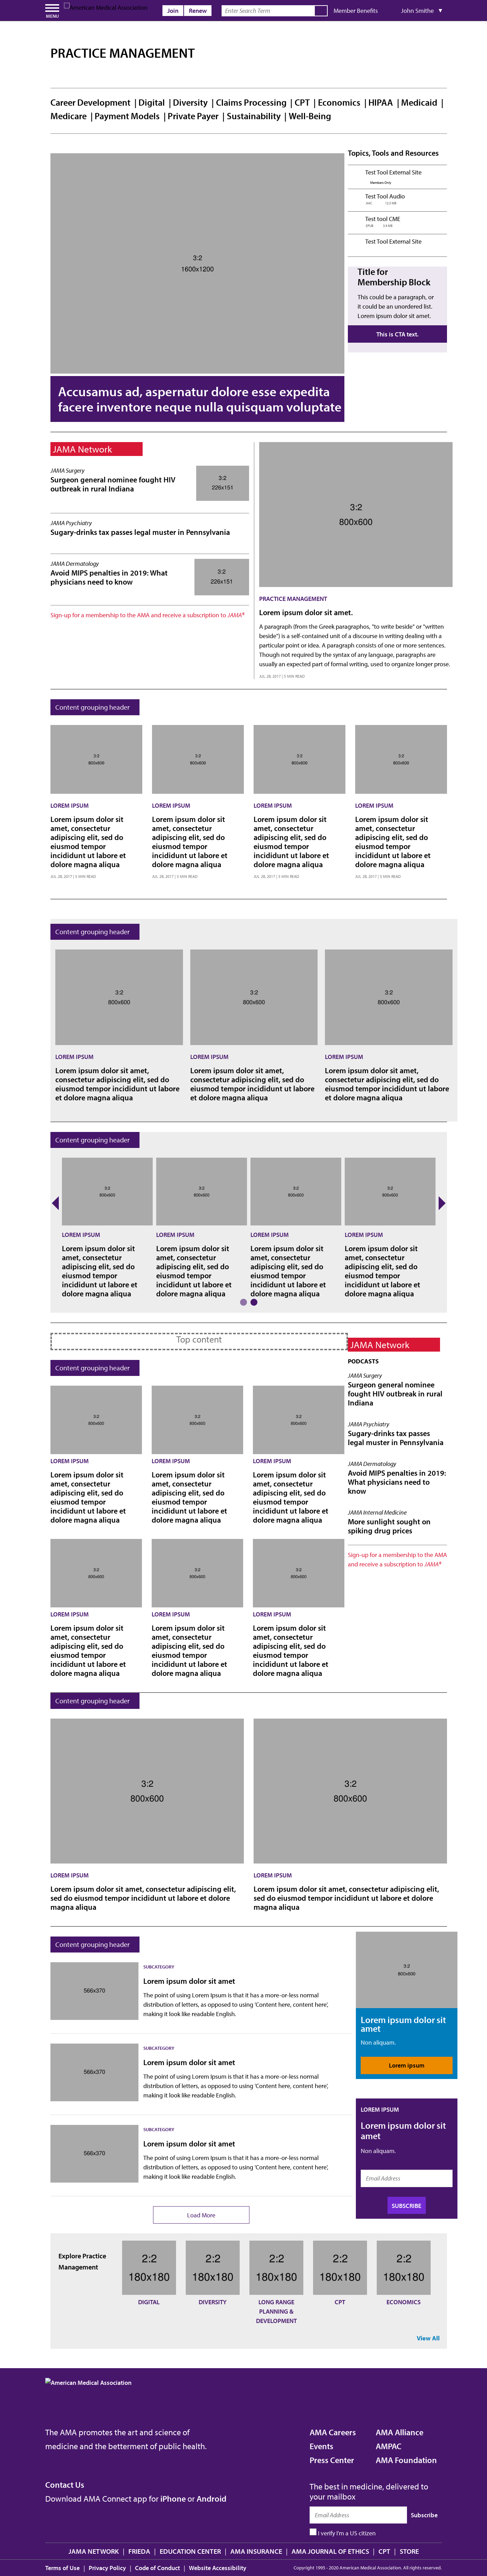 MENU
American Medical Association
Join Renew
Enter Search Term
Member Benefits
John Smithe ▼
PRACTICE MANAGEMENT
Career Development | Digital | Diversity | Claims Processing | CPT | Economics | HIPAA | Medicaid |
Medicare | Payment Models | Private Payer | Sustainability | Well-Being
3:2
1600x1200
Accusamus ad, aspernatur dolore esse expedita
facere inventore neque nulla quisquam voluptate
Topics, Tools and Resources
Test Tool External Site
Members Only
Test Tool Audio
Test tool CME
Test Tool External Site
Title for
Membership Block
This could be a paragraph, or
it could be an unordered list.
Lorem ipsum dolor sit amet.
This is CTA text.
JAMA Network
JAMA Surgery
Surgeon general nominee fought HIV
outbreak in rural Indiana
3:2
226x151
JAMA Psychiatry
Sugary-drinks tax passes legal muster in Pennsylvania
JAMA Dermatology
Avoid MIPS penalties in 2019: What
physicians need to know
3:2
226x151
Sign-up for a membership to the AMA and receive a subscription to JAMA®
3:2
800x600
PRACTICE MANAGEMENT
Lorem ipsum dolor sit amet.
A paragraph (from the Greek paragraphos, "to write beside" or "written
beside") is a self-contained unit of a discourse in writing dealing with a
particular point or idea. A paragraph consists of one or more sentences.
Though not required by the syntax of any language, paragraphs are
usually an expected part of formal writing, used to organize longer prose.
JUL. 28, 2017 | 5 MIN READ
Content grouping header
3:2
800x600
3:2
800x600
3:2
800x600
3:2
800x600
LOREM IPSUM
Lorem ipsum dolor sit
amet, consectetur
adipiscing elit, sed do
eiusmod tempor
incididunt ut labore et
dolore magna aliqua
JUL. 28, 2017 | 5 MIN READ
LOREM IPSUM
Lorem ipsum dolor sit
amet, consectetur
adipiscing elit, sed do
eiusmod tempor
incididunt ut labore et
dolore magna aliqua
JUL. 28, 2017 | 5 MIN READ
LOREM IPSUM
Lorem ipsum dolor sit
amet, consectetur
adipiscing elit, sed do
eiusmod tempor
incididunt ut labore et
dolore magna aliqua
JUL. 28, 2017 | 5 MIN READ
LOREM IPSUM
Lorem ipsum dolor sit
amet, consectetur
adipiscing elit, sed do
eiusmod tempor
incididunt ut labore et
dolore magna aliqua
JUL. 28, 2017 | 5 MIN READ
Content grouping header
3:2
800x600
3:2
800x600
3:2
800x600
LOREM IPSUM
Lorem ipsum dolor sit amet,
consectetur adipiscing elit, sed do
eiusmod tempor incididunt ut labore
et dolore magna aliqua
LOREM IPSUM
Lorem ipsum dolor sit amet,
consectetur adipiscing elit, sed do
eiusmod tempor incididunt ut labore
et dolore magna aliqua
LOREM IPSUM
Lorem ipsum dolor sit amet,
consectetur adipiscing elit, sed do
eiusmod tempor incididunt ut labore
et dolore magna aliqua
Content grouping header
3:2
800x600
3:2
800x600
3:2
800x600
3:2
800x600
LOREM IPSUM
Lorem ipsum dolor sit
amet, consectetur
adipiscing elit, sed do
eiusmod tempor
incididunt ut labore et
dolore magna aliqua
LOREM IPSUM
Lorem ipsum dolor sit
amet, consectetur
adipiscing elit, sed do
eiusmod tempor
incididunt ut labore et
dolore magna aliqua
LOREM IPSUM
Lorem ipsum dolor sit
amet, consectetur
adipiscing elit, sed do
eiusmod tempor
incididunt ut labore et
dolore magna aliqua
LOREM IPSUM
Lorem ipsum dolor sit
amet, consectetur
adipiscing elit, sed do
eiusmod tempor
incididunt ut labore et
dolore magna aliqua
Top content
Content grouping header
3:2
800x600
3:2
800x600
3:2
800x600
LOREM IPSUM
Lorem ipsum dolor sit
amet, consectetur
adipiscing elit, sed do
eiusmod tempor
incididunt ut labore et
dolore magna aliqua
LOREM IPSUM
Lorem ipsum dolor sit
amet, consectetur
adipiscing elit, sed do
eiusmod tempor
incididunt ut labore et
dolore magna aliqua
LOREM IPSUM
Lorem ipsum dolor sit
amet, consectetur
adipiscing elit, sed do
eiusmod tempor
incididunt ut labore et
dolore magna aliqua
3:2
800x600
3:2
800x600
3:2
800x600
LOREM IPSUM
Lorem ipsum dolor sit
amet, consectetur
adipiscing elit, sed do
eiusmod tempor
incididunt ut labore et
dolore magna aliqua
LOREM IPSUM
Lorem ipsum dolor sit
amet, consectetur
adipiscing elit, sed do
eiusmod tempor
incididunt ut labore et
dolore magna aliqua
LOREM IPSUM
Lorem ipsum dolor sit
amet, consectetur
adipiscing elit, sed do
eiusmod tempor
incididunt ut labore et
dolore magna aliqua
JAMA Network
PODCASTS
JAMA Surgery
Surgeon general nominee
fought HIV outbreak in rural
Indiana
JAMA Psychiatry
Sugary-drinks tax passes
legal muster in Pennsylvania
JAMA Dermatology
Avoid MIPS penalties in 2019:
What physicians need to
know
JAMA Internal Medicine
More sunlight sought on
spiking drug prices
Sign-up for a membership to the AMA
and receive a subscription to JAMA®
Content grouping header
3:2
800x600
3:2
800x600
LOREM IPSUM
Lorem ipsum dolor sit amet, consectetur adipiscing elit,
sed do eiusmod tempor incididunt ut labore et dolore
magna aliqua
LOREM IPSUM
Lorem ipsum dolor sit amet, consectetur adipiscing elit,
sed do eiusmod tempor incididunt ut labore et dolore
magna aliqua
Content grouping header
566x370
SUBCATEGORY
Lorem ipsum dolor sit amet
The point of using Lorem Ipsum is that it has a more-or-less normal
distribution of letters, as opposed to using 'Content here, content here',
making it look like readable English.
566x370
SUBCATEGORY
Lorem ipsum dolor sit amet
The point of using Lorem Ipsum is that it has a more-or-less normal
distribution of letters, as opposed to using 'Content here, content here',
making it look like readable English.
566x370
SUBCATEGORY
Lorem ipsum dolor sit amet
The point of using Lorem Ipsum is that it has a more-or-less normal
distribution of letters, as opposed to using 'Content here, content here',
making it look like readable English.
Load More
3:2
800x600
Lorem ipsum dolor sit
amet
Non aliquam.
Lorem ipsum
LOREM IPSUM
Lorem ipsum dolor sit
amet
Non aliquam.
Email Address
SUBSCRIBE
Explore Practice
Management
2:2
180x180
2:2
180x180
2:2
180x180
2:2
180x180
2:2
180x180
DIGITAL
DIVERSITY
LONG RANGE
PLANNING &
DEVELOPMENT
CPT
ECONOMICS
View All
American Medical Association
The AMA promotes the art and science of
medicine and the betterment of public health.
AMA Careers
Events
Press Center
AMA Alliance
AMPAC
AMA Foundation
Contact Us
Download AMA Connect app for iPhone or Android
The best in medicine, delivered to
your mailbox
Email Address
Subscribe
I verify I'm a US citizen
AMA NETWORK | FRIEDA | EDUCATION CENTER | AMA INSURANCE | AMA JOURNAL OF ETHICS | CPT | STORE
Terms of Use | Privacy Policy | Code of Conduct | Website Accessibility
Copyright 1995 - 2020 American Medical Association. All rights reserved.